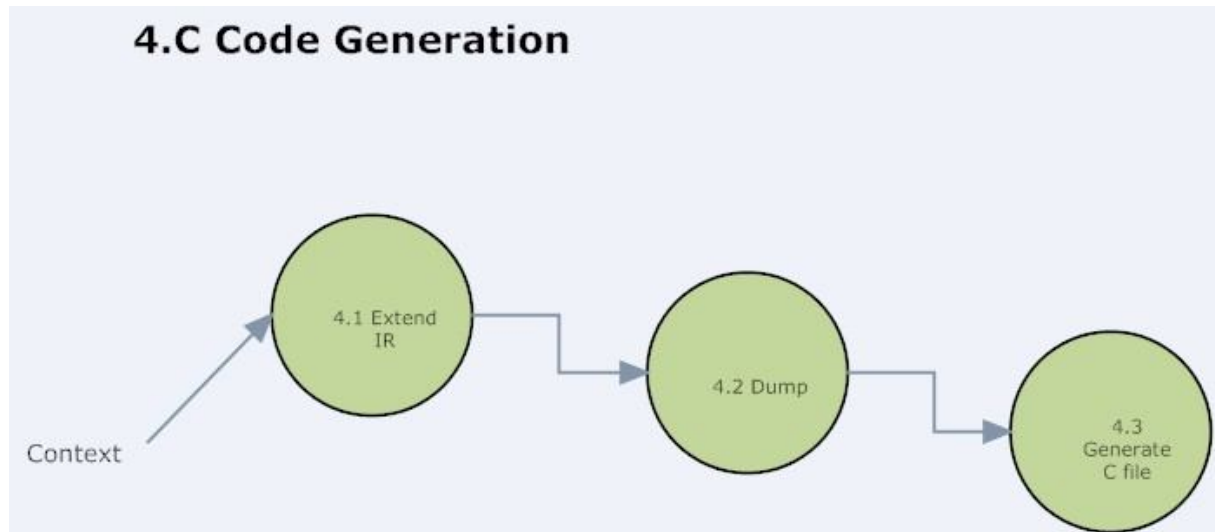 4.C Code Generation
4.1 Extend
IR
4.2 Dump
4.3
Generate
C file
Context